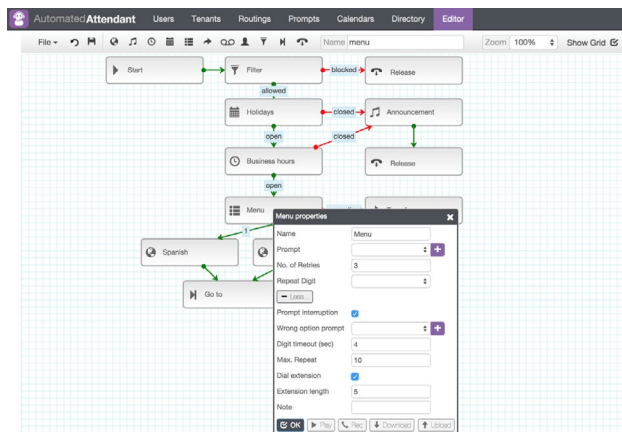 AutomatedAttendant Users Tenants Routings Prompts Calendars Directory Editor
File Name menu Zoom 100% Show Grid
Start Filter blocked Release
allowed
Holidays closed Announcement
open closed
Business hours Release
open
Menu
Menu properties
1 Name Menu
Spanish Prompt
No. of Retries 3
Go to Repeat Digit
Less...
Prompt interruption
Wrong option prompt
Digit timeout (sec) 4
Max. Repeat 10
Dial extension
Extension length 5
Note
OK Play Rec Download Upload